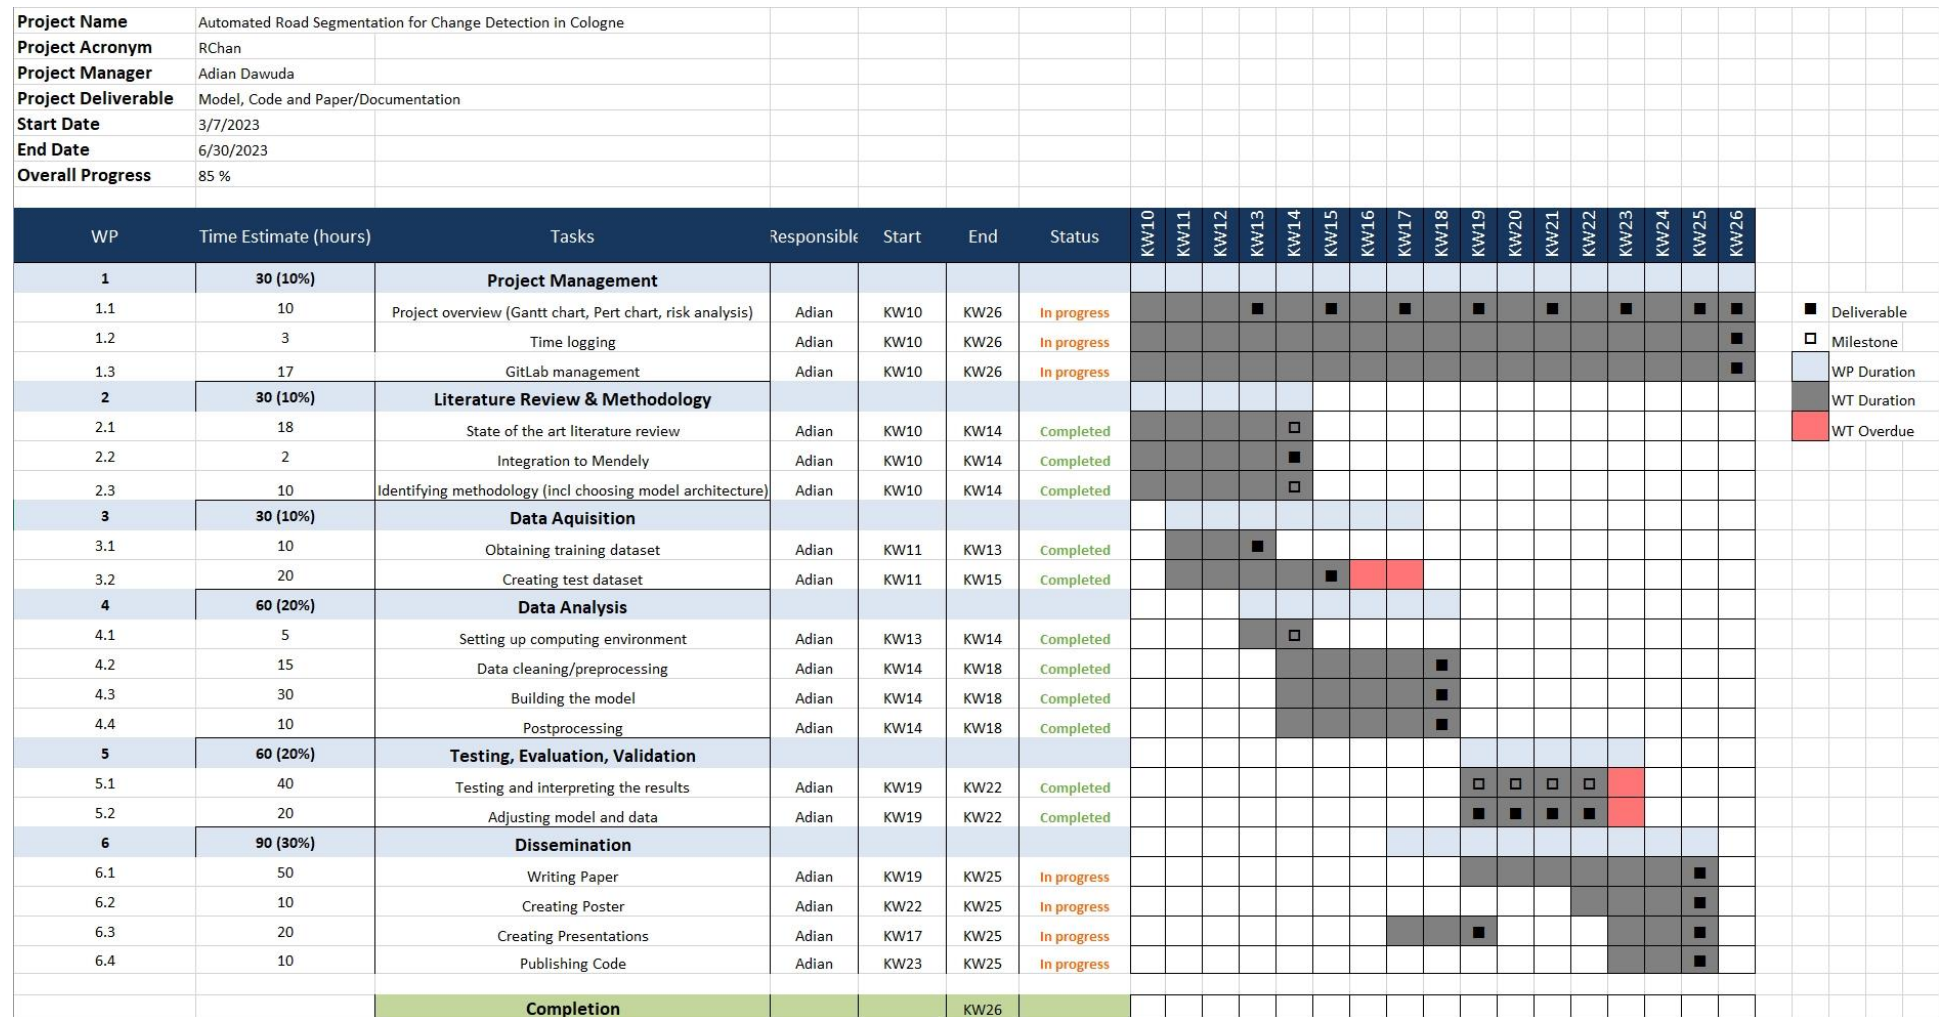 Project Name Automated Road Segmentation for Change Detection in Cologne
Project Acronym RChan
Project Manager Adian Dawuda
Project Deliverable Model, Code and Paper/Documentation
Start Date 3/7/2023
End Date 6/30/2023
Overall Progress 85 %
WP Time Estimate (hours) Tasks Responsible Start End Status KW10 KW11 KW12 KW13 KW14 KW15 KW16 KW17 KW18 KW19 KW20 KW21 KW22 KW23 KW24 KW25 KW26
1 30 (10%) Project Management
1.1 10 Project overview (Gantt chart, Pert chart, risk analysis) Adian KW10 KW26 In progress Deliverable
1.2 3 Time logging Adian KW10 KW26 In progress Milestone
1.3 17 GitLab management Adian KW10 KW26 In progress WP Duration
2 30 (10%) Literature Review & Methodology WT Duration
2.1 18 State of the art literature review Adian KW10 KW14 Completed WT Overdue
2.2 2 Integration to Mendely Adian KW10 KW14 Completed
2.3 10 Identifying methodology (incl choosing model architecture) Adian KW10 KW14 Completed
3 30 (10%) Data Aquisition
3.1 10 Obtaining training dataset Adian KW11 KW13 Completed
3.2 20 Creating test dataset Adian KW11 KW15 Completed
4 60 (20%) Data Analysis
4.1 5 Setting up computing environment Adian KW13 KW14 Completed
4.2 15 Data cleaning/preprocessing Adian KW14 KW18 Completed
4.3 30 Building the model Adian KW14 KW18 Completed
4.4 10 Postprocessing Adian KW14 KW18 Completed
5 60 (20%) Testing, Evaluation, Validation
5.1 40 Testing and interpreting the results Adian KW19 KW22 Completed
5.2 20 Adjusting model and data Adian KW19 KW22 Completed
6 90 (30%) Dissemination
6.1 50 Writing Paper Adian KW19 KW25 In progress
6.2 10 Creating Poster Adian KW22 KW25 In progress
6.3 20 Creating Presentations Adian KW17 KW25 In progress
6.4 10 Publishing Code Adian KW23 KW25 In progress
Completion KW26